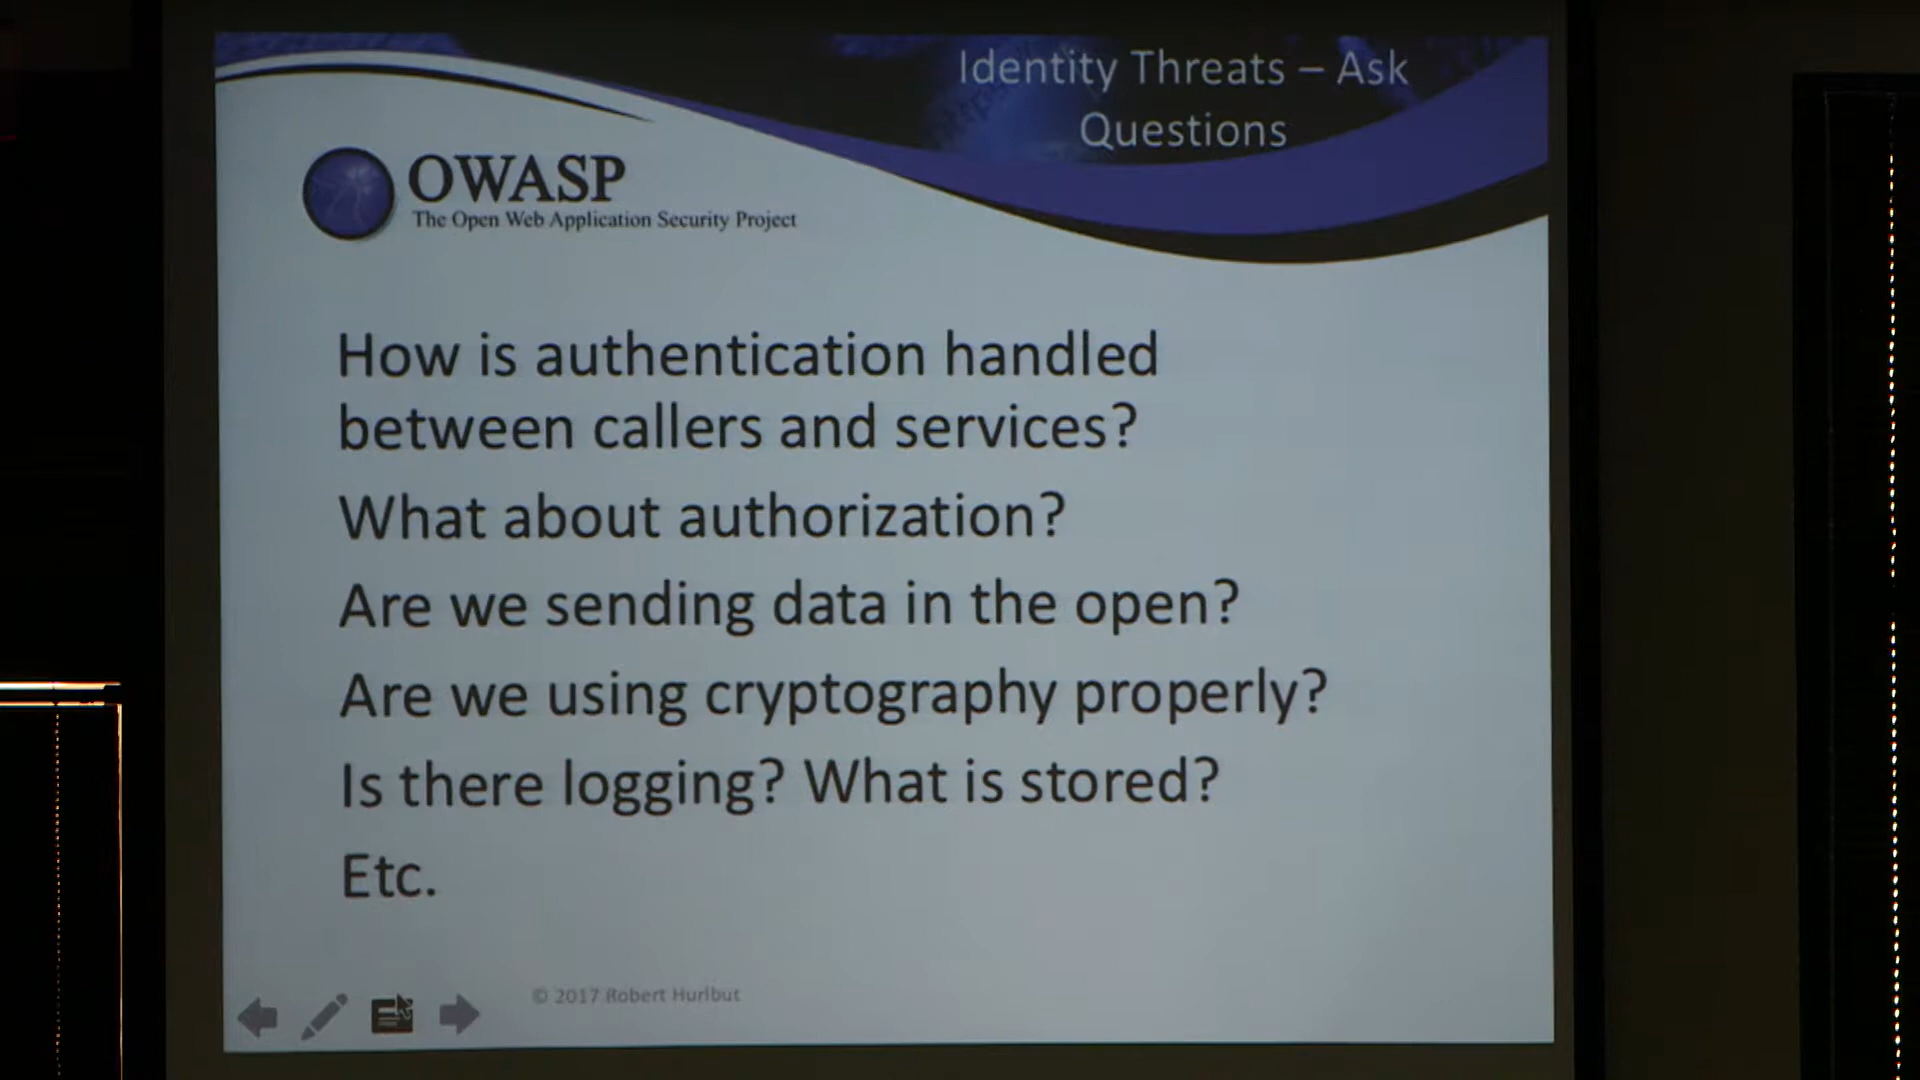 Identity Threats – Ask
Questions
OWASP
The Open Web Application Security Project
How is authentication handled
between callers and services?
What about authorization?
Are we sending data in the open?
Are we using cryptography properly?
Is there logging? What is stored?
Etc.
© 2017 Robert Hurlbut